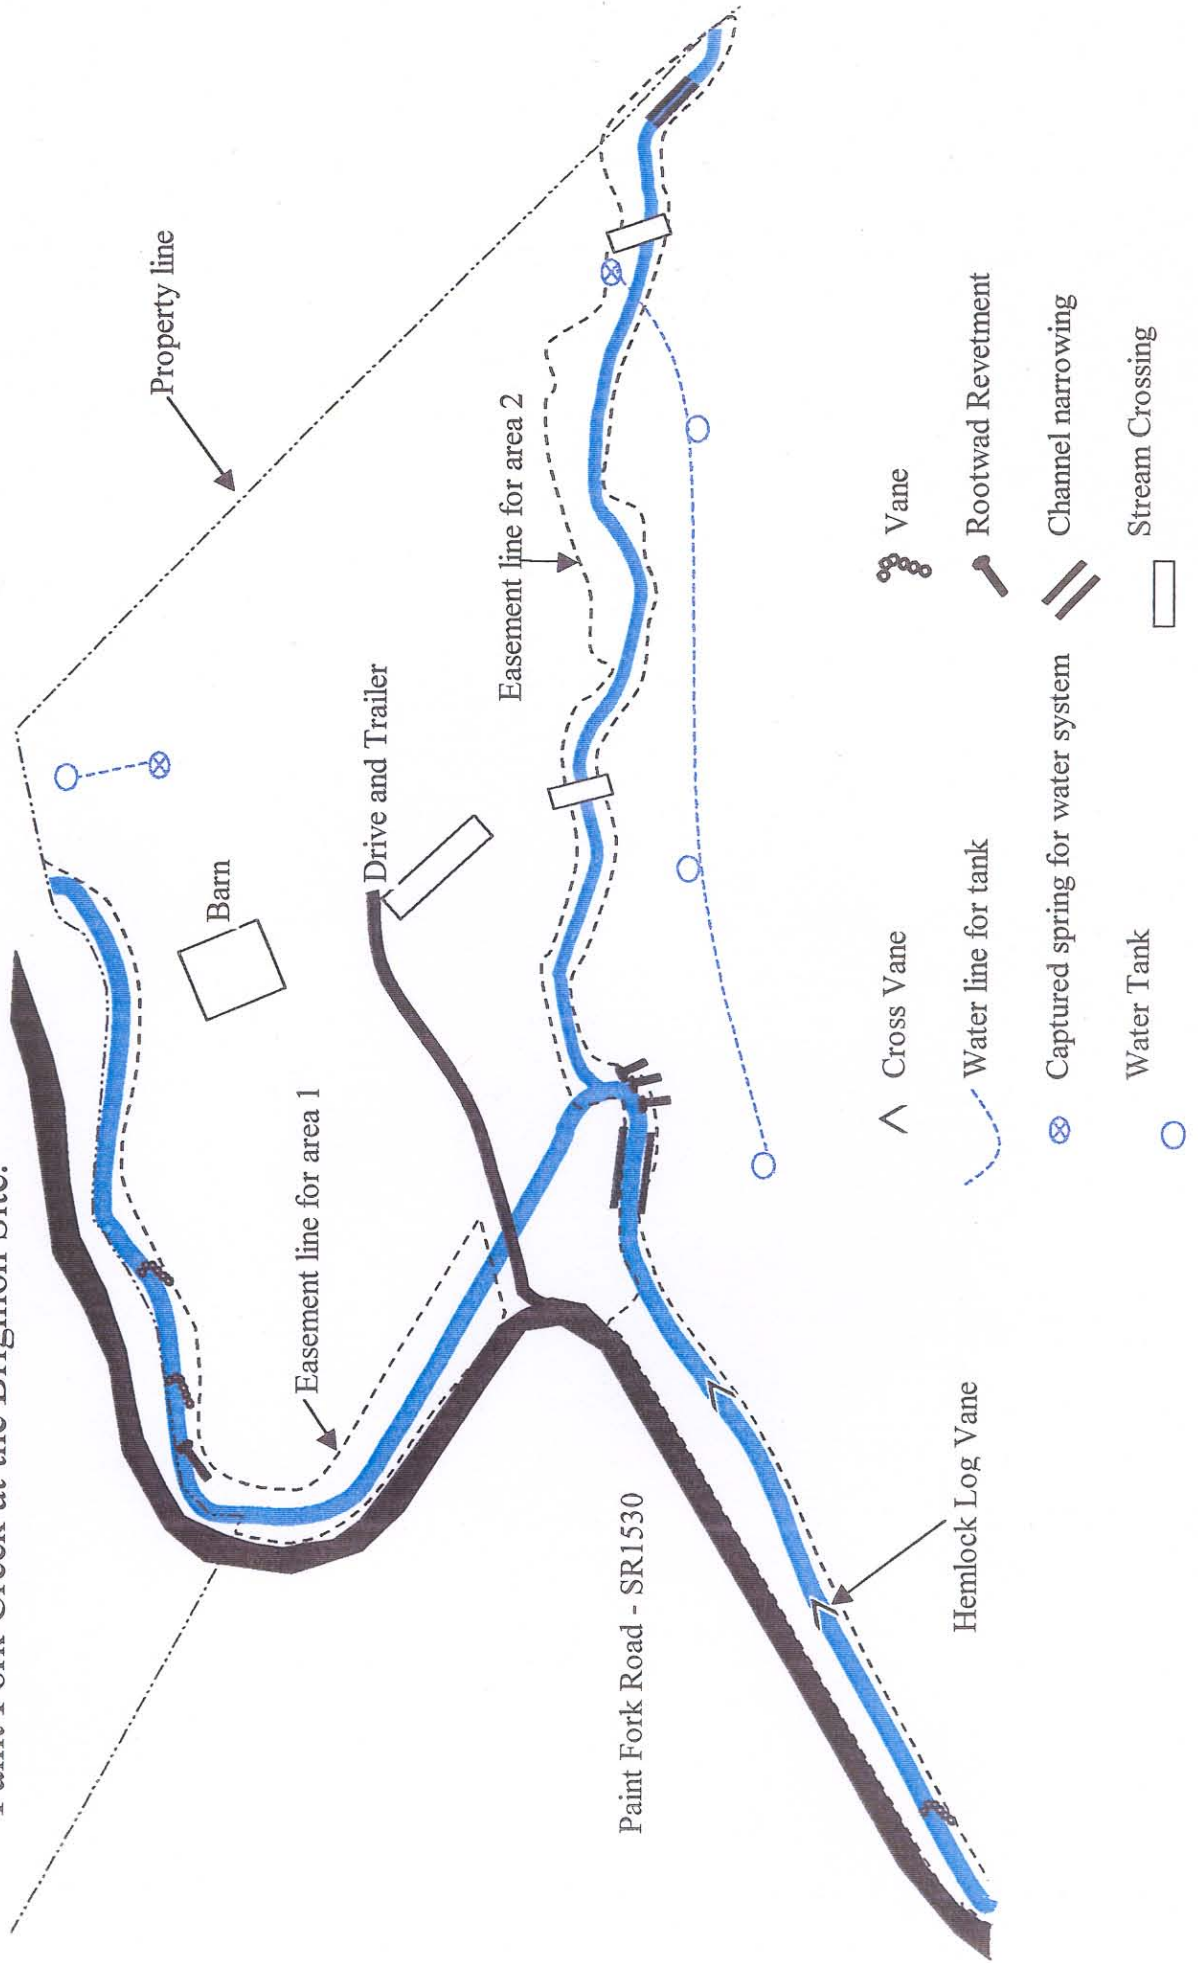 Property line
Easement line for area 2
Drive and Trailer
Barn
Easement line for area 1
Paint Fork Road - SR1530
Hemlock Log Vane
Cross Vane
Water line for tank
Captured spring for water system
Water Tank
Vane
Rootwad Revetment
Channel narrowing
Stream Crossing